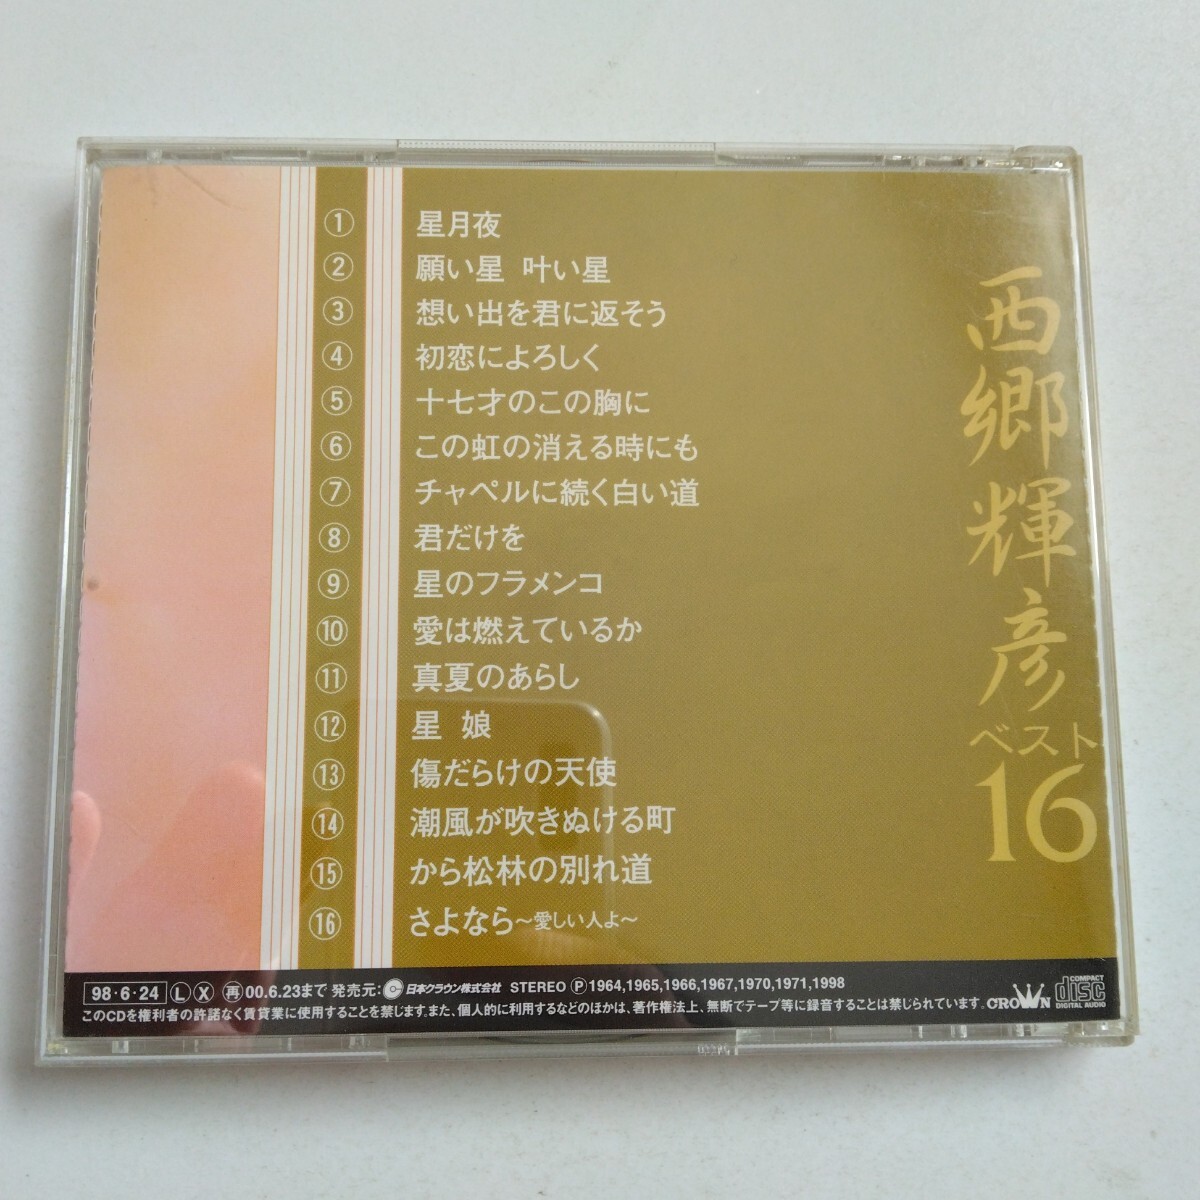 ① 星月夜
② 願い星 叶い星
③ 想い出を君に返そう
④ 初恋によろしく
⑤ 十七才のこの胸に
⑥ この虹の消える時にも
⑦ チャペルに続く白い道
⑧ 君だけを
⑨ 星のフラメンコ
⑩ 愛は燃えているか
⑪ 真夏のあらし
⑫ 星 娘
⑬ 傷だらけの天使
⑭ 潮風が吹きぬける町
⑮ から松林の別れ道
⑯ さよなら～愛しい人よ～
西郷輝彦
ベスト
16
98・6・24 Ⓛ Ⓧ 再 00.6.23まで 発売元: 日本クラウン株式会社 STEREO Ⓟ1964,1965,1966,1967,1970,1971,1998
このCDを権利者の許諾なく賃貸業に使用することを禁じます。また、個人的に利用するなどのほかは、著作権法上、無断でテープ等に録音することは禁じられています。
CROWN
COMPACT
disc
DIGITAL AUDIO